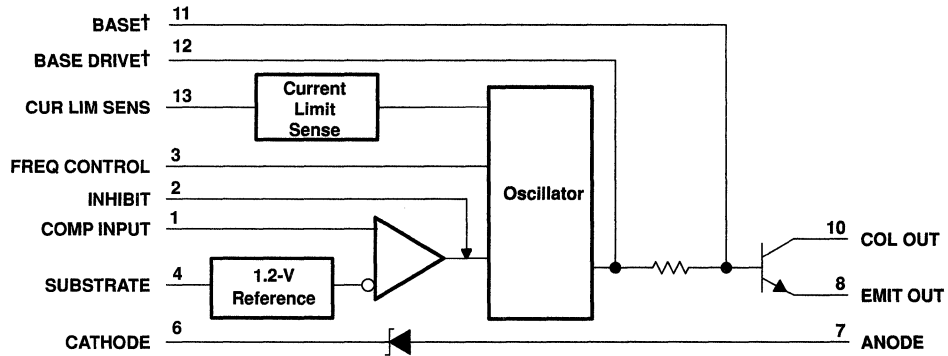 BASE† 11
BASE DRIVE† 12
CUR LIM SENS 13
Current
Limit
Sense
FREQ CONTROL 3
INHIBIT 2
COMP INPUT 1
Oscillator
10 COL OUT
SUBSTRATE 4
1.2-V
Reference
8 EMIT OUT
CATHODE 6
7 ANODE